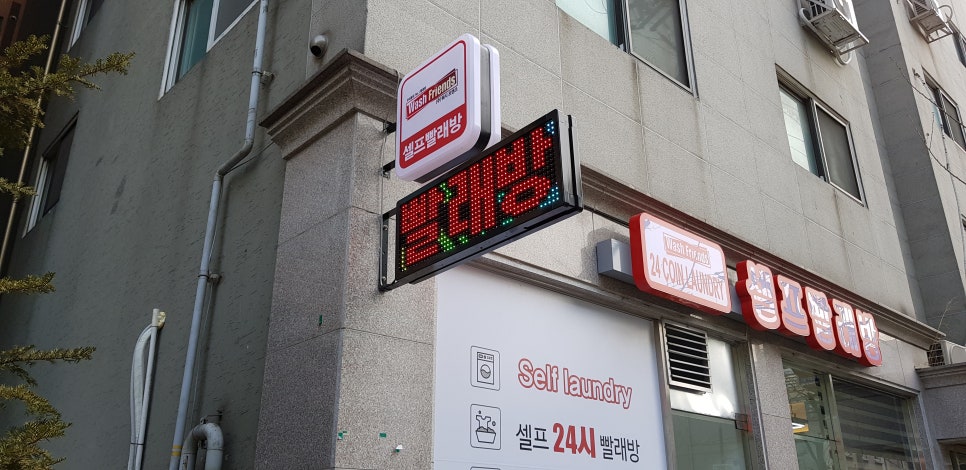 Wash Friends
셀프빨래방
빨래방
Wash Friends
24 COIN LAUNDRY
셀프빨래방
Self laundry
셀프 24시 빨래방